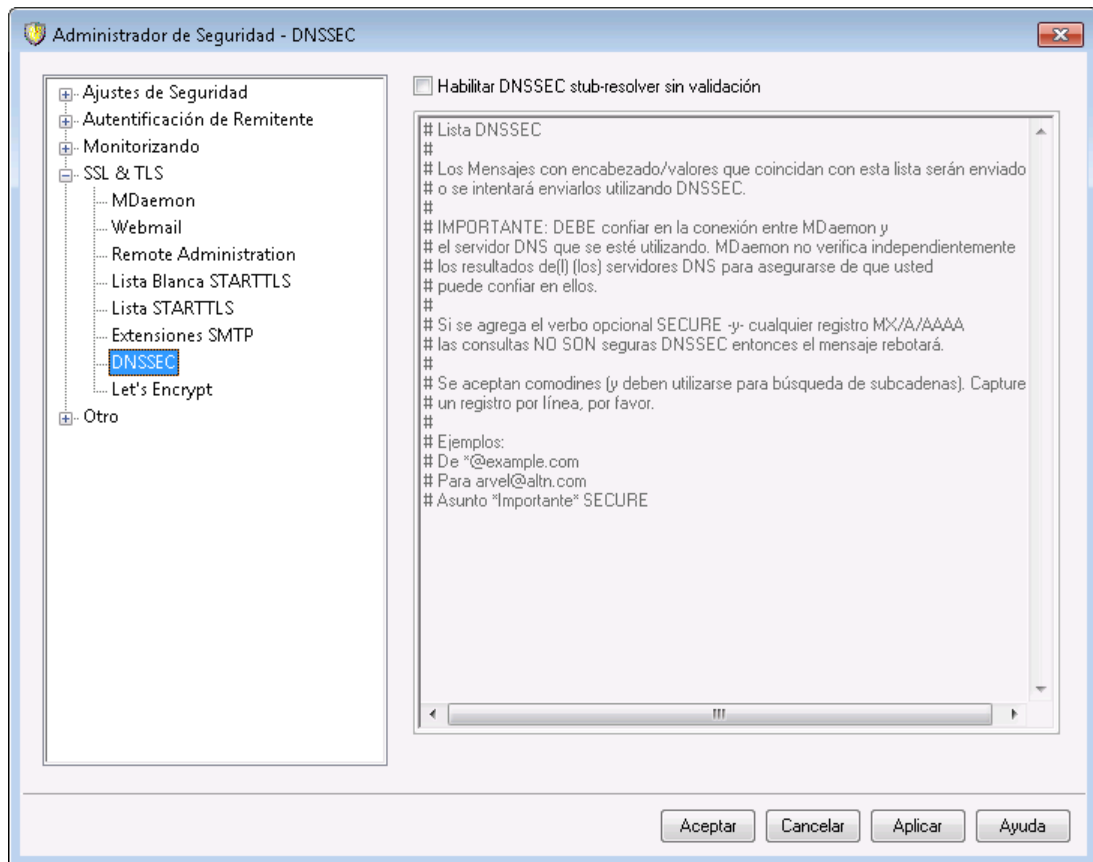 Administrador de Seguridad - DNSSEC
Ajustes de Seguridad
Autentificación de Remitente
Monitorizando
SSL & TLS
MDaemon
Webmail
Remote Administration
Lista Blanca STARTTLS
Lista STARTTLS
Extensiones SMTP
DNSSEC
Let's Encrypt
Otro
Habilitar DNSSEC stub-resolver sin validación
# Lista DNSSEC
#
# Los Mensajes con encabezado/valores que coincidan con esta lista serán enviado
# o se intentará enviarlos utilizando DNSSEC.
#
# IMPORTANTE: DEBE confiar en la conexión entre MDaemon y
# el servidor DNS que se esté utilizando. MDaemon no verifica independientemente
# los resultados de(l) (los) servidores DNS para asegurarse de que usted
# puede confiar en ellos.
#
# Si se agrega el verbo opcional SECURE -y- cualquier registro MX/A/AAAA
# las consultas NO SON seguras DNSSEC entonces el mensaje rebotará.
#
# Se aceptan comodines (y deben utilizarse para búsqueda de subcadenas). Capture
# un registro por línea, por favor.
#
# Ejemplos:
# De *@example.com
# Para arvel@altn.com
# Asunto *Importante* SECURE
Aceptar
Cancelar
Aplicar
Ayuda